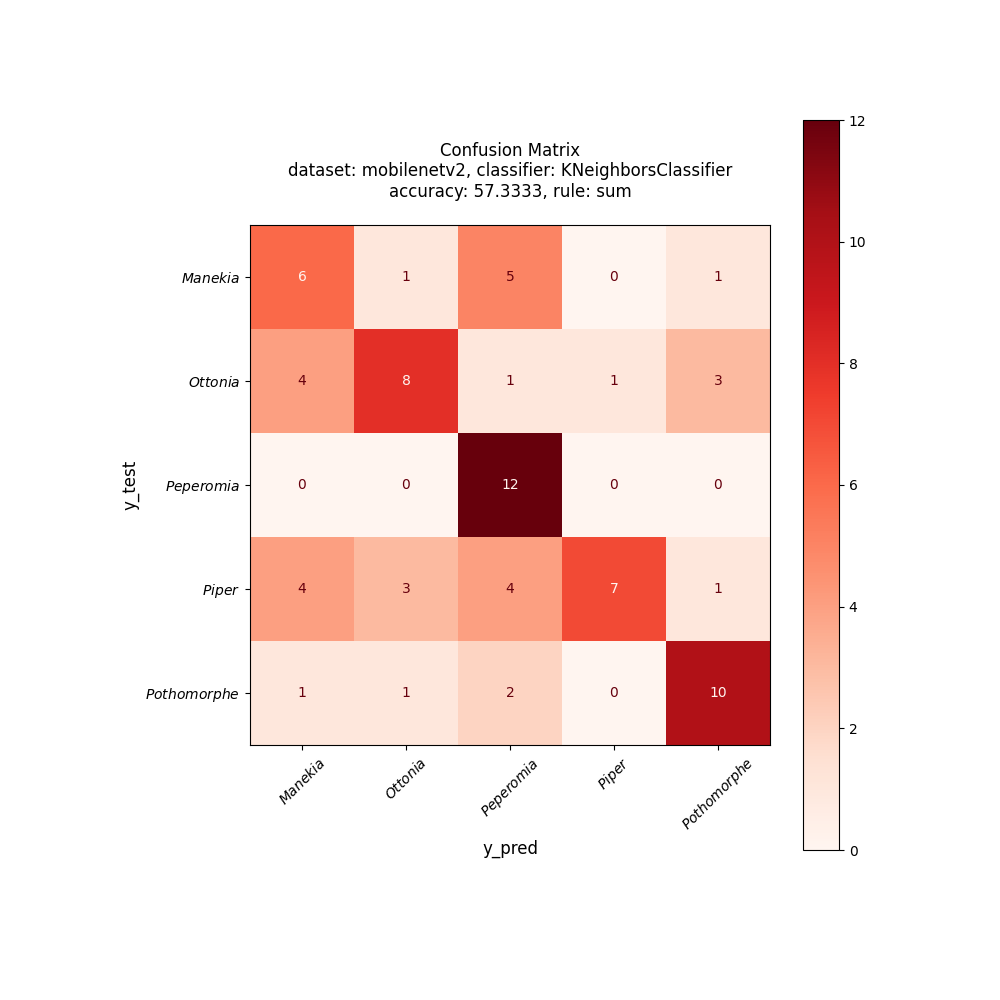 Confusion Matrix
dataset: mobilenetv2, classifier: KNeighborsClassifier
accuracy: 57.3333, rule: sum
12
10
8
6
4
2
0
y_test
Manekia 6 1 5 0 1
Ottonia 4 8 1 1 3
Peperomia 0 0 12 0 0
Piper 4 3 4 7 1
Pothomorphe 1 1 2 0 10
Manekia Ottonia Peperomia Piper Pothomorphe
y_pred